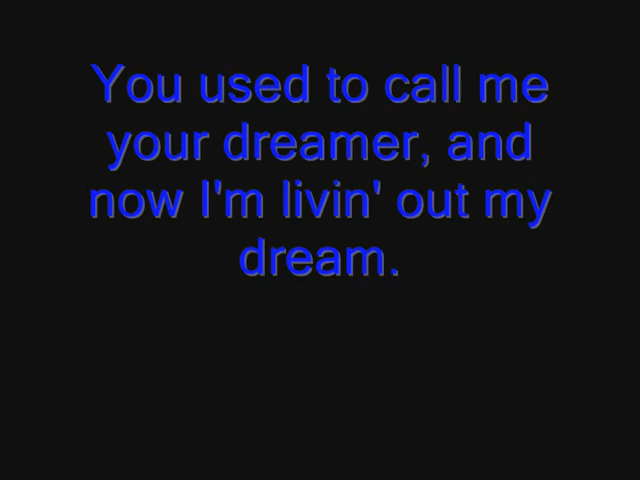 You used to call me
your dreamer, and
now I'm livin' out my
dream.